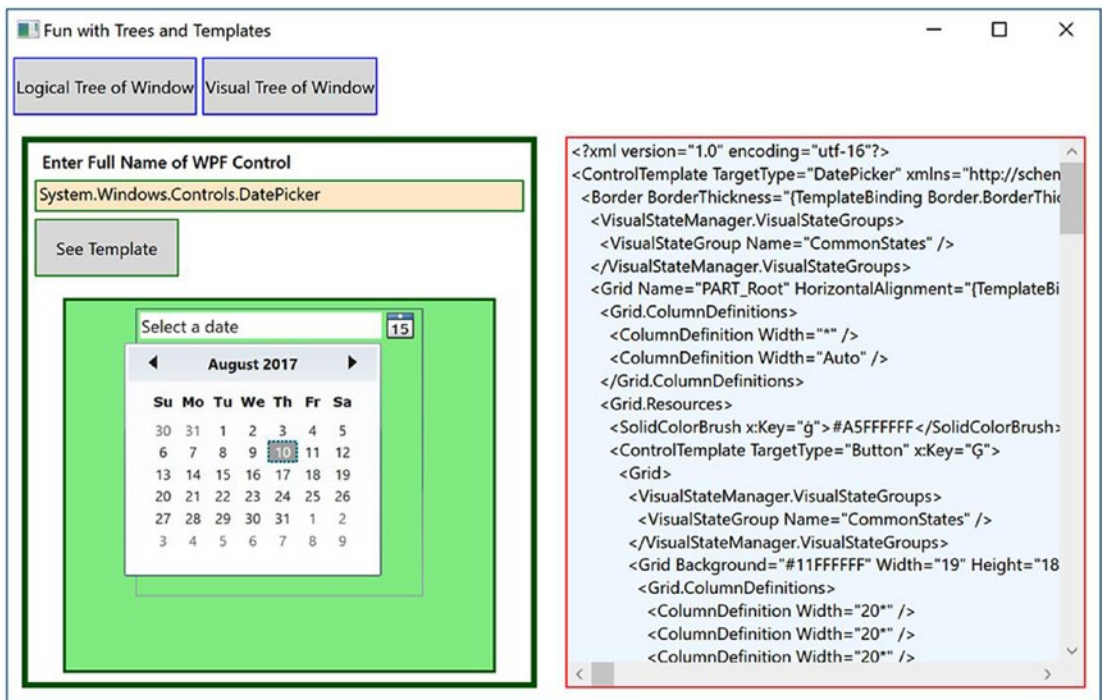 Fun with Trees and Templates
Logical Tree of Window Visual Tree of Window
Enter Full Name of WPF Control
System.Windows.Controls.DatePicker
See Template
Select a date 15
August 2017
Su Mo Tu We Th Fr Sa
30 31 1 2 3 4 5
6 7 8 9 10 11 12
13 14 15 16 17 18 19
20 21 22 23 24 25 26
27 28 29 30 31 1 2
3 4 5 6 7 8 9
<?xml version="1.0" encoding="utf-16"?>
<ControlTemplate TargetType="DatePicker" xmlns="http://schem
<Border BorderThickness="{TemplateBinding Border.BorderThic
<VisualStateManager.VisualStateGroups>
<VisualStateGroup Name="CommonStates" />
</VisualStateManager.VisualStateGroups>
<Grid Name="PART_Root" HorizontalAlignment="{TemplateBi
<Grid.ColumnDefinitions>
<ColumnDefinition Width="*" />
<ColumnDefinition Width="Auto" />
</Grid.ColumnDefinitions>
<Grid.Resources>
<SolidColorBrush x:Key="ġ">#A5FFFFFF</SolidColorBrush>
<ControlTemplate TargetType="Button" x:Key="Ģ">
<Grid>
<VisualStateManager.VisualStateGroups>
<VisualStateGroup Name="CommonStates" />
</VisualStateManager.VisualStateGroups>
<Grid Background="#11FFFFFF" Width="19" Height="18
<Grid.ColumnDefinitions>
<ColumnDefinition Width="20*" />
<ColumnDefinition Width="20*" />
<ColumnDefinition Width="20*" />